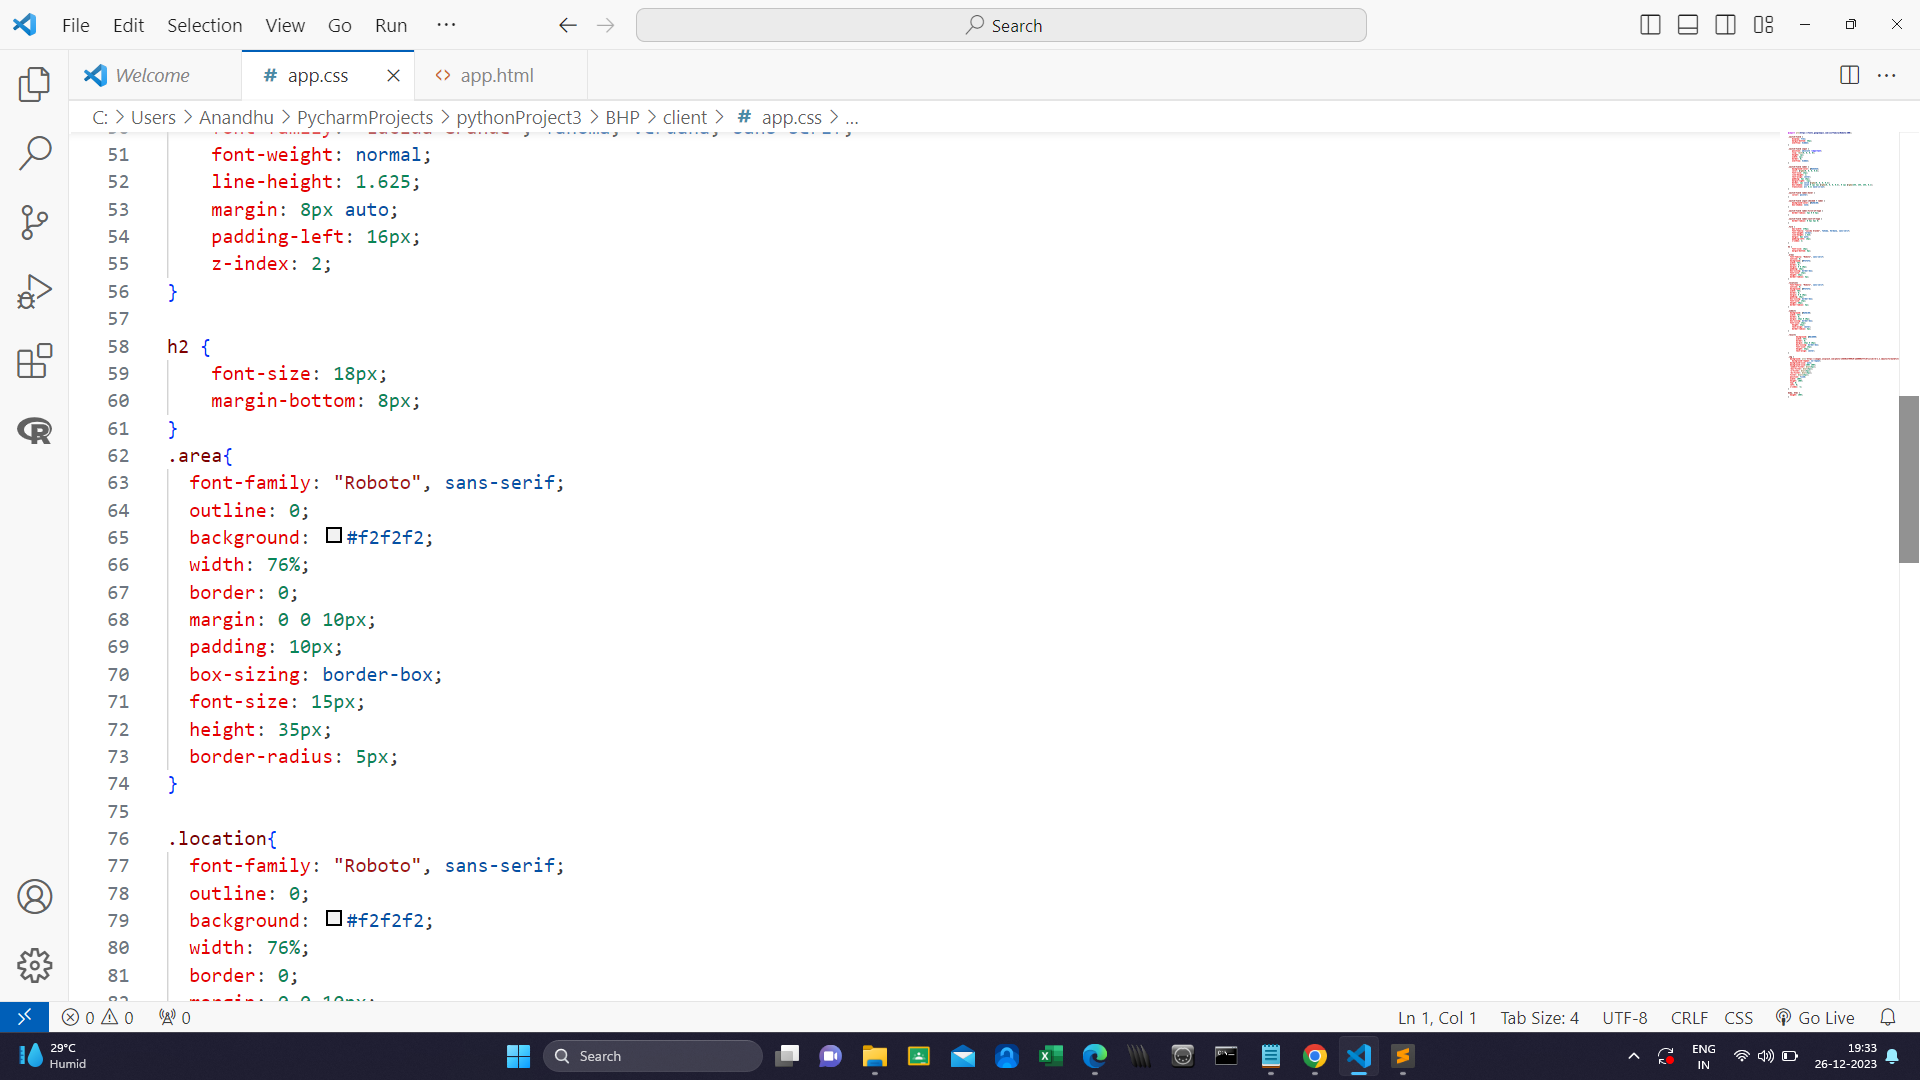 File Edit Selection View Go Run ···
Search
Welcome
# app.css
<> app.html
C: > Users > Anandhu > PycharmProjects > pythonProject3 > BHP > client > # app.css > ...
51 font-weight: normal;
52 line-height: 1.625;
53 margin: 8px auto;
54 padding-left: 16px;
55 z-index: 2;
56 }
57
58 h2 {
59 font-size: 18px;
60 margin-bottom: 8px;
61 }
62 .area{
63 font-family: "Roboto", sans-serif;
64 outline: 0;
65 background: #f2f2f2;
66 width: 76%;
67 border: 0;
68 margin: 0 0 10px;
69 padding: 10px;
70 box-sizing: border-box;
71 font-size: 15px;
72 height: 35px;
73 border-radius: 5px;
74 }
75
76 .location{
77 font-family: "Roboto", sans-serif;
78 outline: 0;
79 background: #f2f2f2;
80 width: 76%;
81 border: 0;
82 margin: 0 0 10px;
0 0 0
Ln 1, Col 1 Tab Size: 4 UTF-8 CRLF CSS Go Live
29°C
Humid
Search
ENG
IN
19:33
26-12-2023